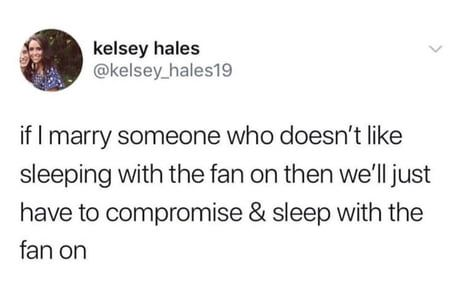 kelsey hales
@kelsey_hales19
if I marry someone who doesn't like
sleeping with the fan on then we'll just
have to compromise & sleep with the
fan on